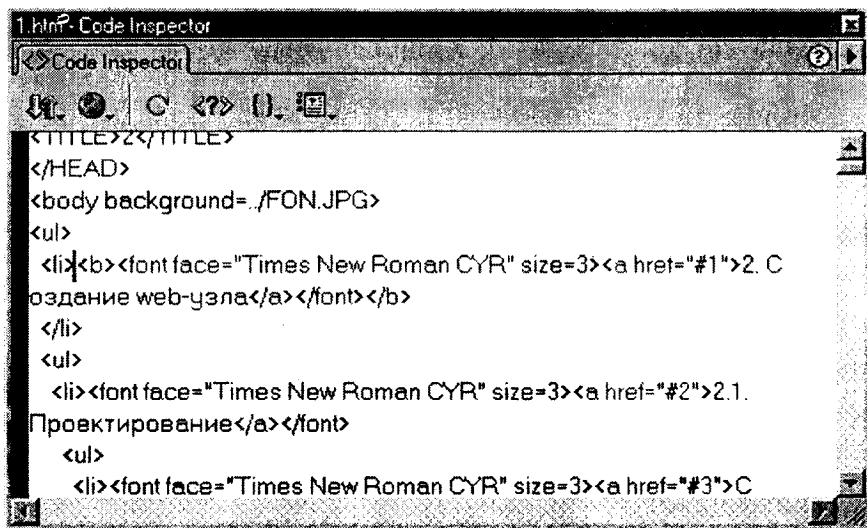 1.htm - Code Inspector
<>Code Inspector
<TITLE>2</TITLE>
</HEAD>
<body background=../FON.JPG>
<ul>
<li><b><font face="Times New Roman CYR" size=3><a href="#1">2. С
оздание web-узла</a></font></b>
</li>
<ul>
<li><font face="Times New Roman CYR" size=3><a href="#2">2.1.
Проектирование</a></font>
<ul>
<li><font face="Times New Roman CYR" size=3><a href="#3">С